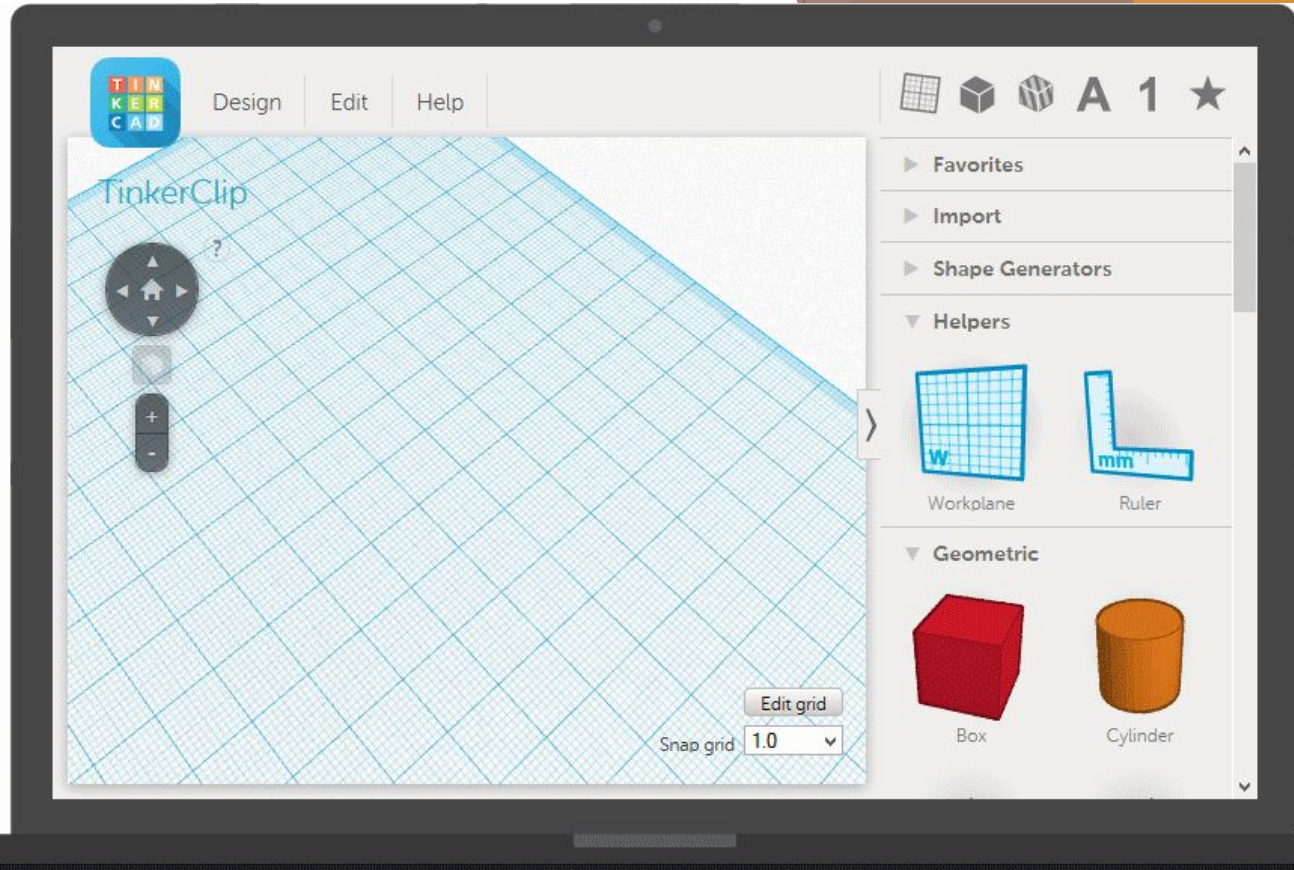 TIN
KER
CAD
Design Edit Help
A 1
TinkerClip
?
+
-
Edit grid
Snap grid 1.0
Favorites
Import
Shape Generators
Helpers
W
mm
Workplane Ruler
Geometric
Box Cylinder